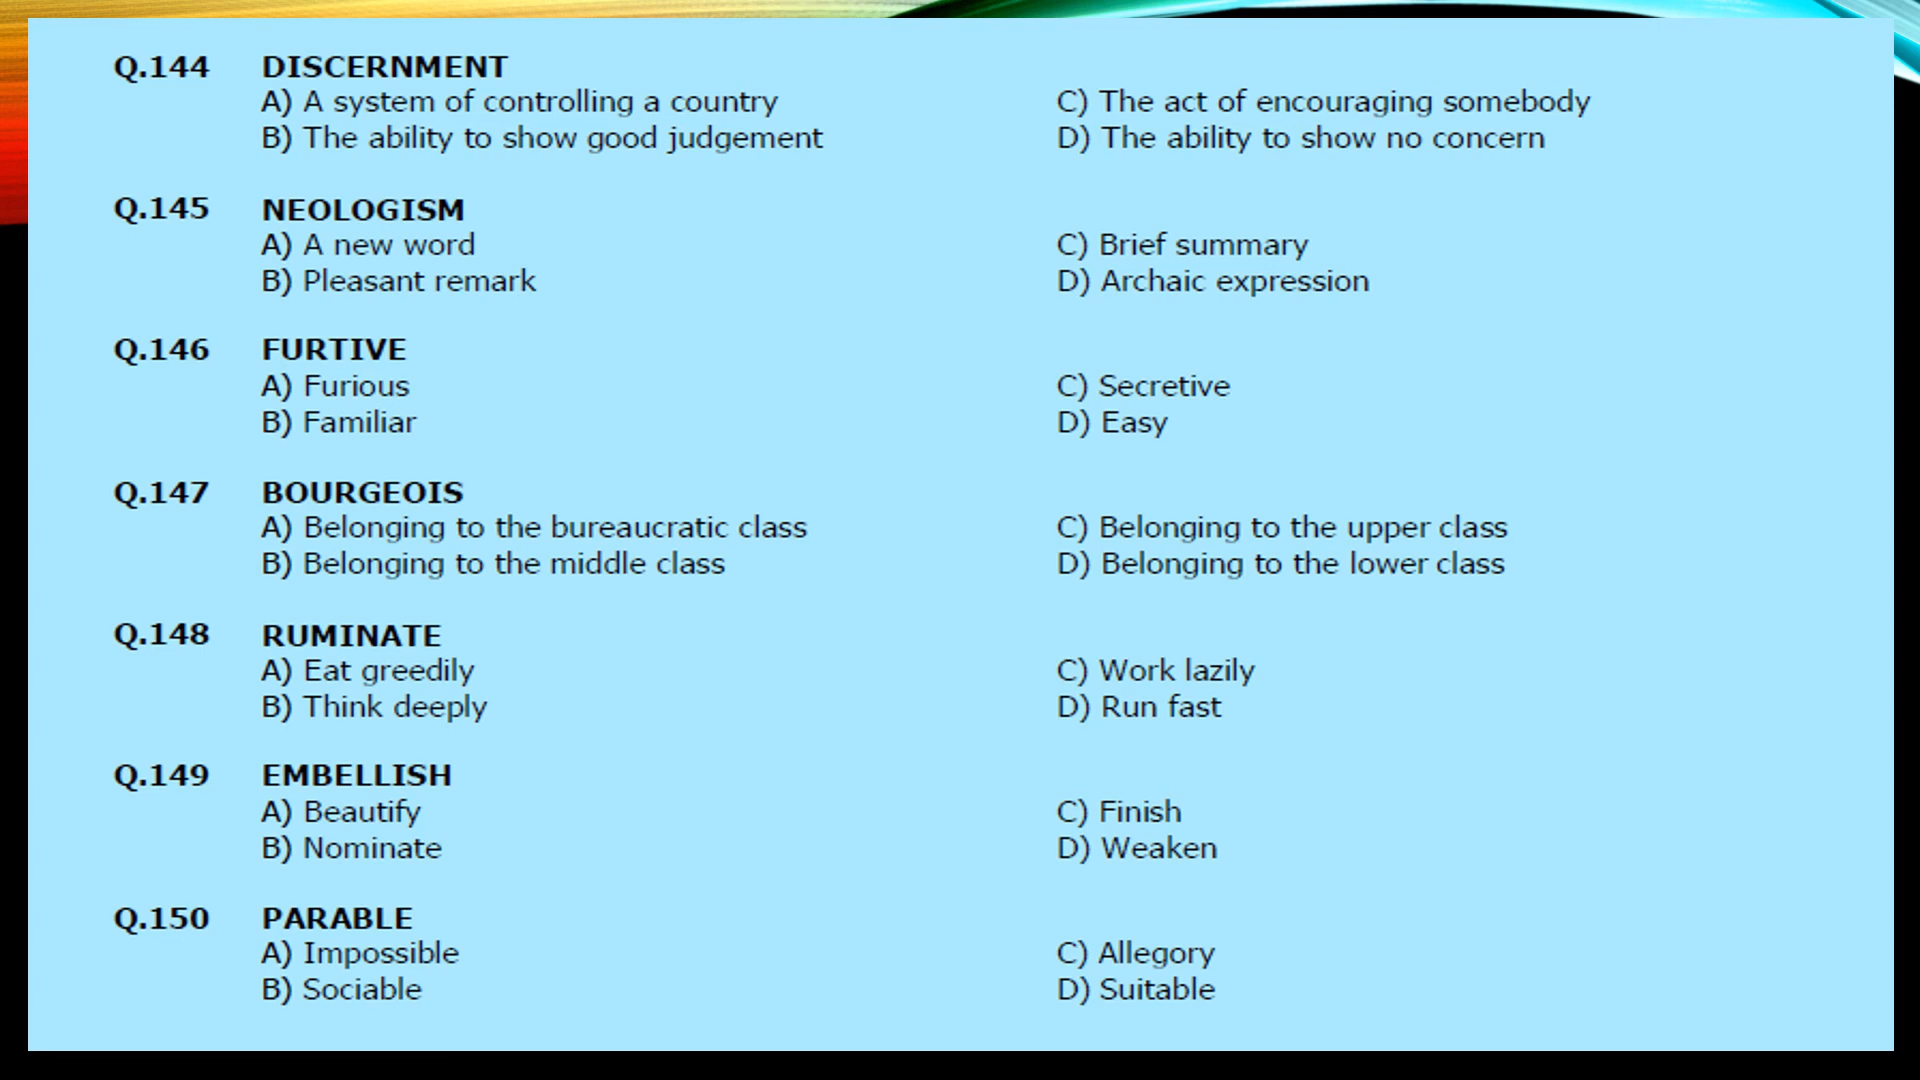 Q.144 DISCERNMENT
A) A system of controlling a country C) The act of encouraging somebody
B) The ability to show good judgement D) The ability to show no concern
Q.145 NEOLOGISM
A) A new word C) Brief summary
B) Pleasant remark D) Archaic expression
Q.146 FURTIVE
A) Furious C) Secretive
B) Familiar D) Easy
Q.147 BOURGEOIS
A) Belonging to the bureaucratic class C) Belonging to the upper class
B) Belonging to the middle class D) Belonging to the lower class
Q.148 RUMINATE
A) Eat greedily C) Work lazily
B) Think deeply D) Run fast
Q.149 EMBELLISH
A) Beautify C) Finish
B) Nominate D) Weaken
Q.150 PARABLE
A) Impossible C) Allegory
B) Sociable D) Suitable